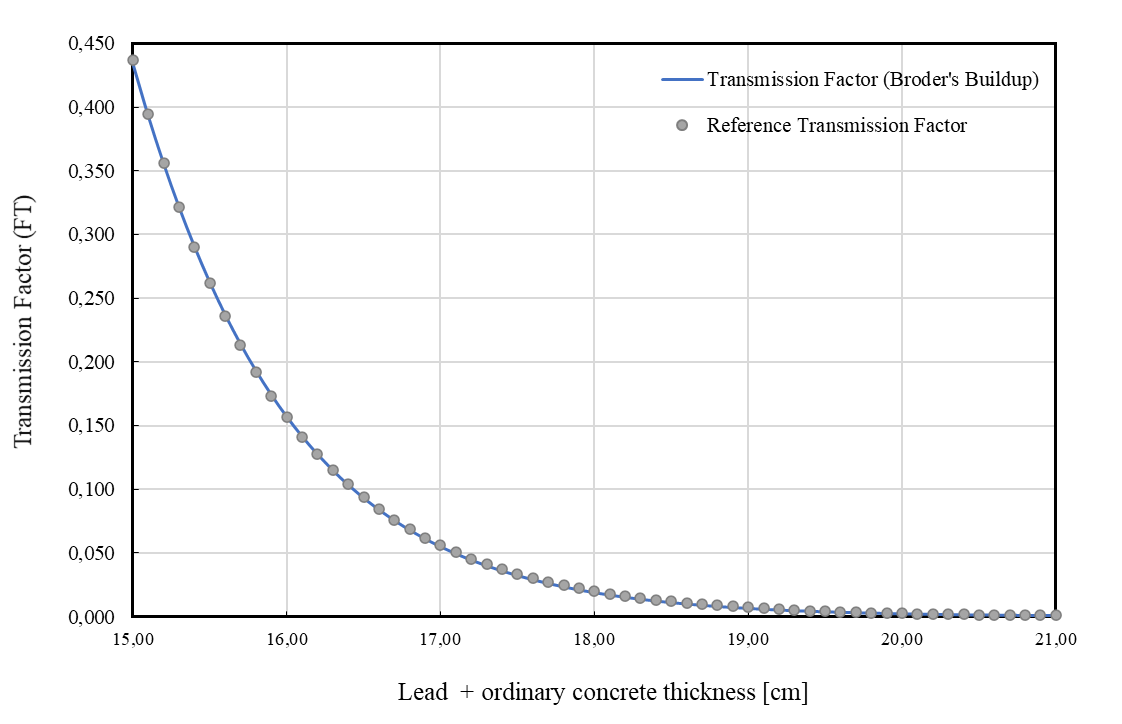 0,450
Transmission Factor (Broder's Buildup)
0,400
Reference Transmission Factor
0,350
0,300
0,250
0,200
0,150
0,100
0,050
0,000
Transmission Factor (FT)
15,00 16,00 17,00 18,00 19,00 20,00 21,00
Lead + ordinary concrete thickness [cm]